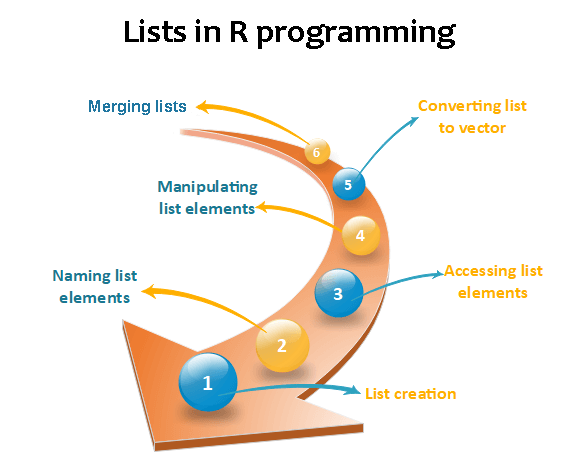 Lists in R programming
Merging lists
Converting list
to vector
6
5
Manipulating
list elements
4
Naming list
elements
Accessing list
elements
3
2
1
List creation